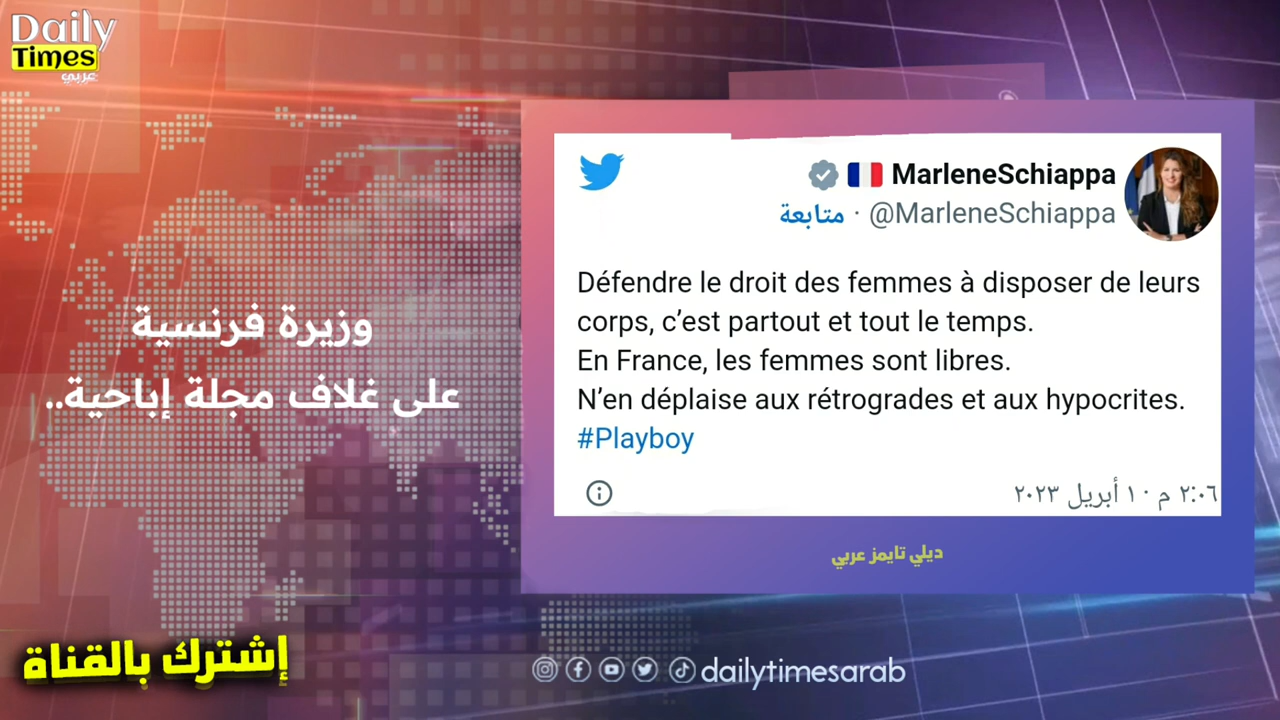 Daily
Times
عربي
وزيرة فرنسية
على غلاف مجلة إباحية..
MarleneSchiappa
@MarleneSchiappa · متابعة
Défendre le droit des femmes à disposer de leurs
corps, c’est partout et tout le temps.
En France, les femmes sont libres.
N’en déplaise aux rétrogrades et aux hypocrites.
#Playboy
٢:٠٦ م · ١ أبريل ٢٠٢٣
ديلي تايمز عربي
إشترك بالقناة
dailytimesarab